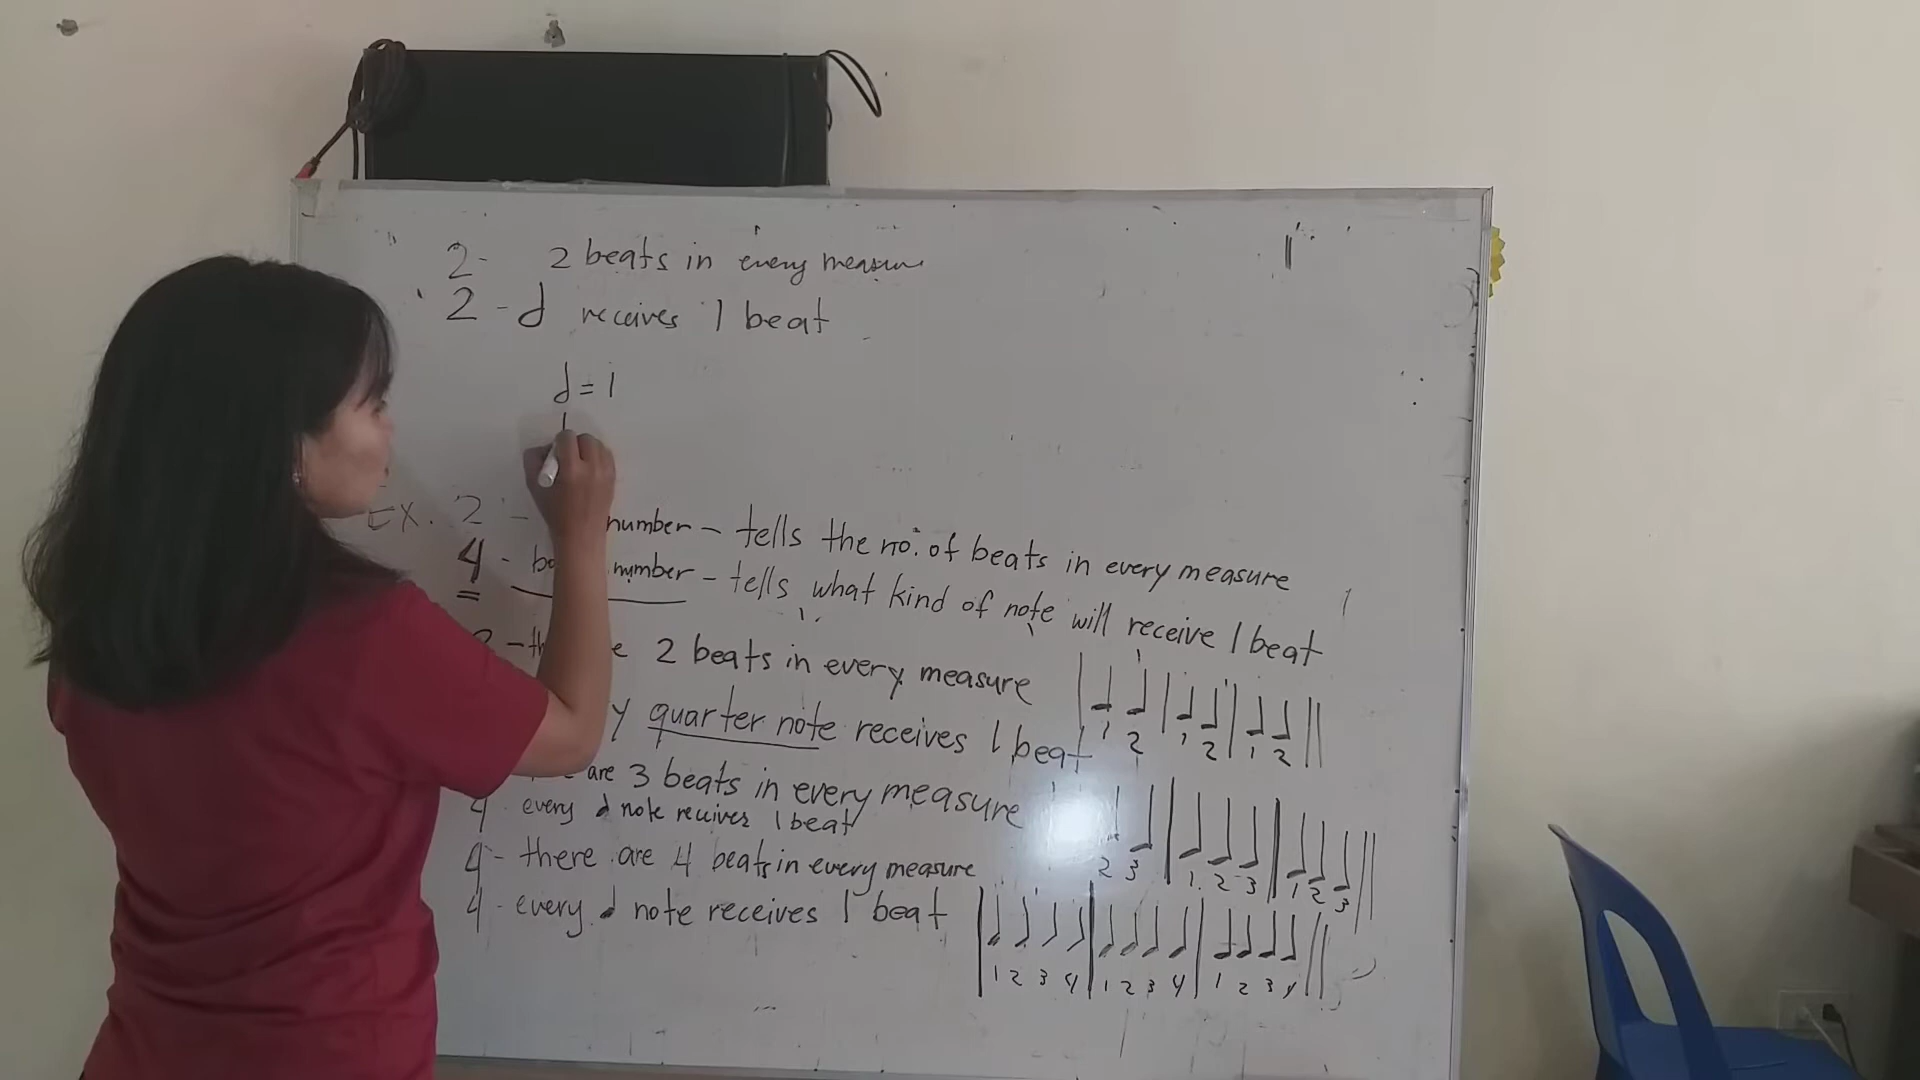 2- 2 beats in every measure
2 - 𝅗𝅥 receives 1 beat
𝅗𝅥 = 1
Ex. 2 - number - tells the no. of beats in every measure
4 - number - tells what kind of note will receive 1 beat
2 beats in every measure
quarter note receives 1 beat
1 2 1 2 1 2
are 3 beats in every measure
4 - every ♩ note receives 1 beat
2 3 1 2 3 1 2 3
4 - there are 4 beats in every measure
4 - every ♩ note receives 1 beat
1 2 3 4 1 2 3 4 1 2 3 4